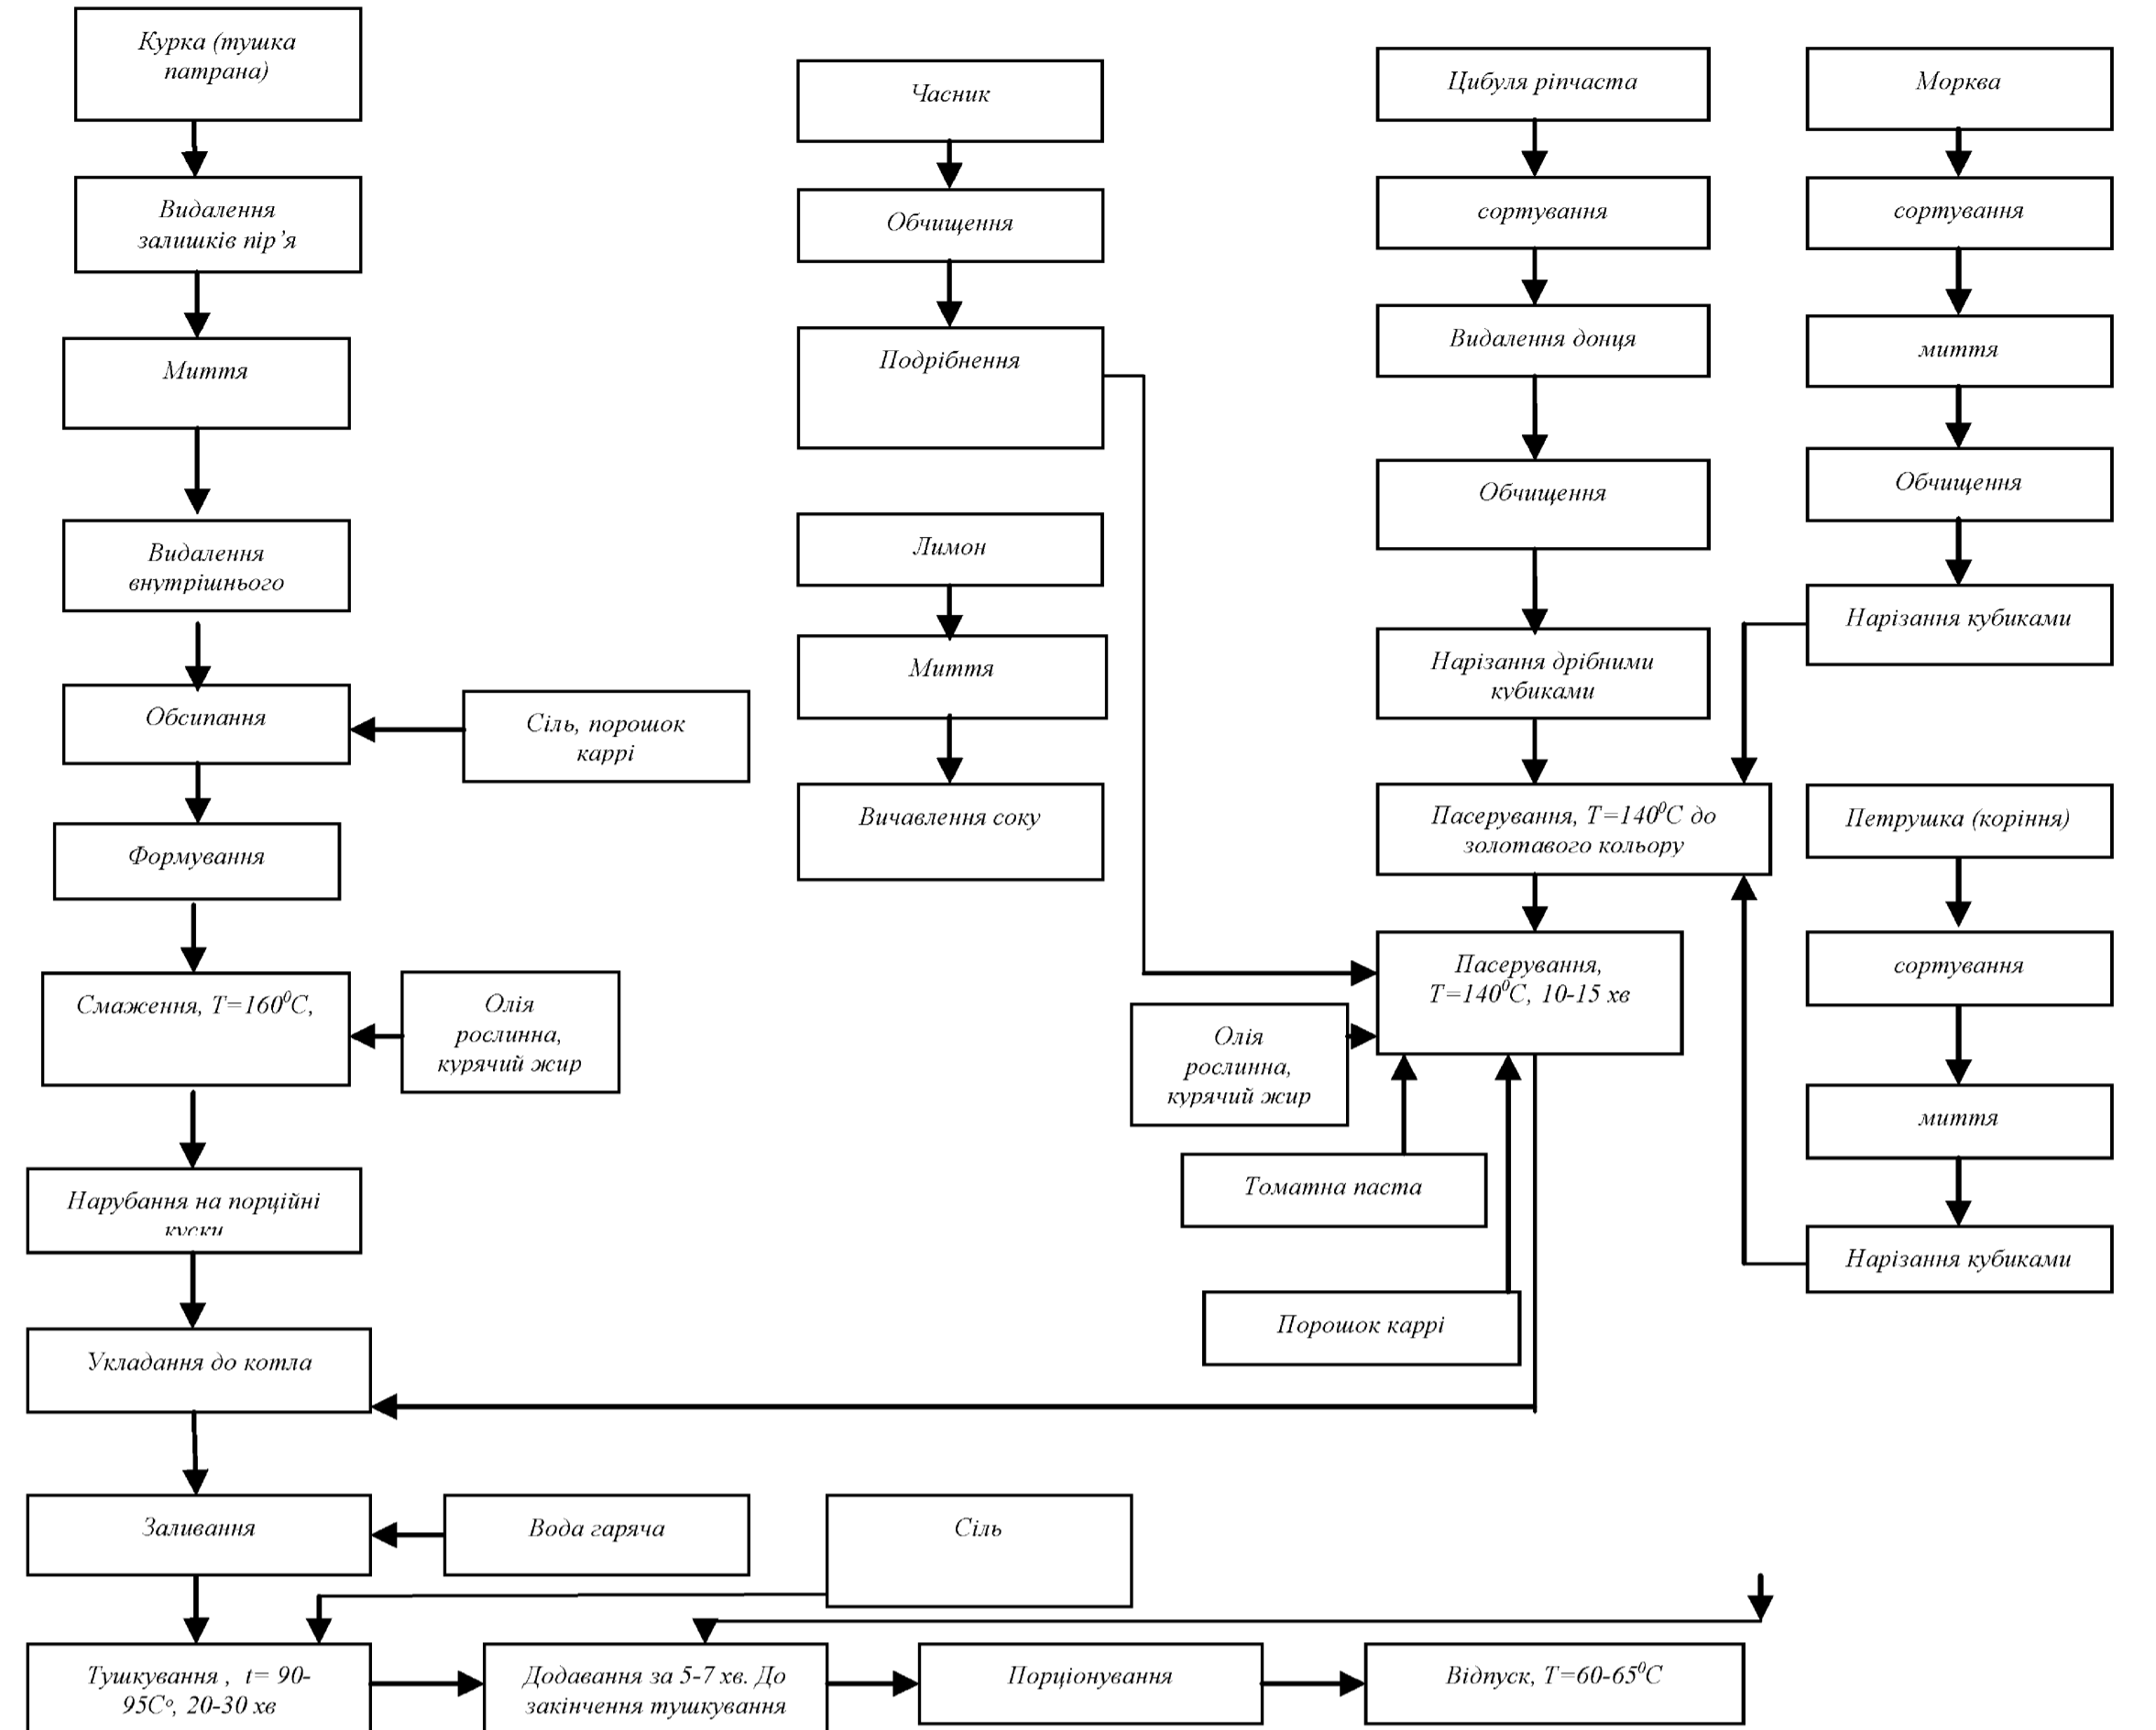 Курка (тушка
патрана)
Видалення
залишків пір’я
Миття
Видалення
внутрішнього
Обсипання
Сіль, порошок
каррі
Формування
Смаження, Т=160⁰С,
Олія
рослинна,
курячий жир
Нарубання на порційні
куски
Укладання до котла
Заливання
Вода гаряча
Сіль
Тушкування , t= 90-
95Сᵒ, 20-30 хв
Додавання за 5-7 хв. До
закінчення тушкування
Порціонування
Відпуск, Т=60-65⁰С
Часник
Обчищення
Подрібнення
Лимон
Миття
Вичавлення соку
Цибуля ріпчаста
сортування
Видалення донця
Обчищення
Нарізання дрібними
кубиками
Пасерування, Т=140⁰С до
золотавого кольору
Пасерування,
Т=140⁰С, 10-15 хв
Олія
рослинна,
курячий жир
Томатна паста
Порошок каррі
Морква
сортування
миття
Обчищення
Нарізання кубиками
Петрушка (коріння)
сортування
миття
Нарізання кубиками